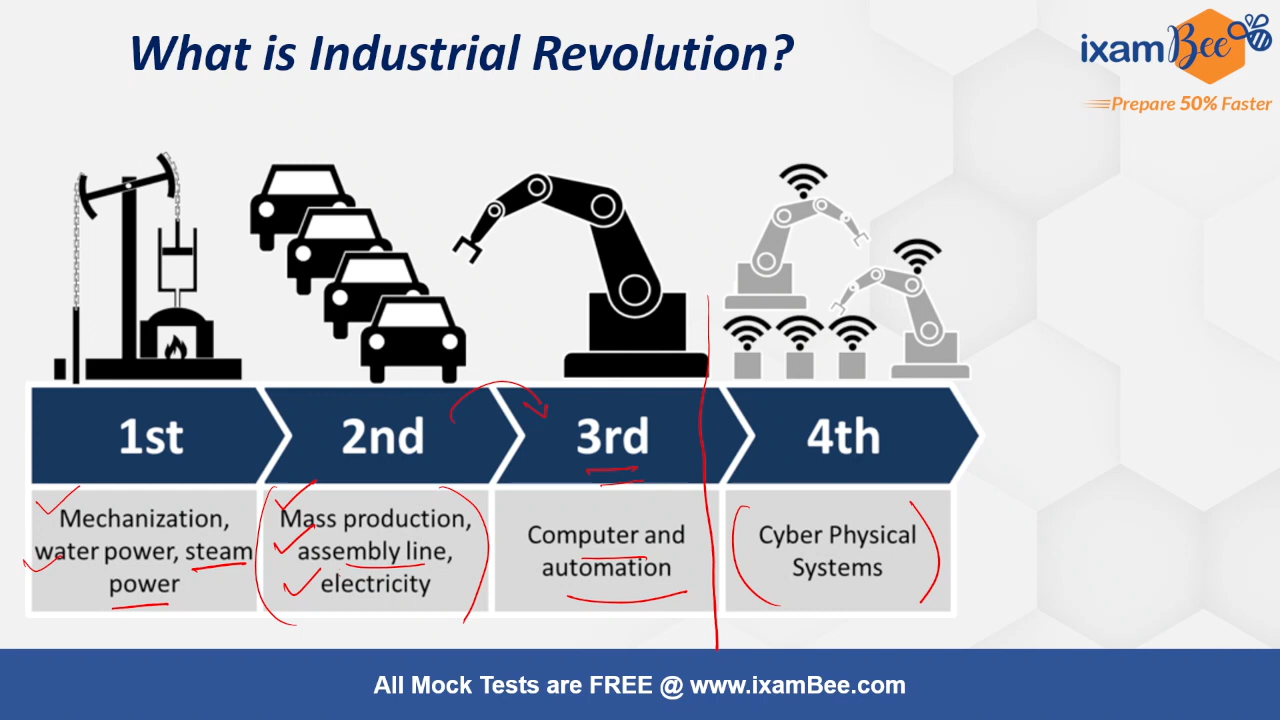 What is Industrial Revolution?
ixamBee
Prepare 50% Faster
1st
2nd
3rd
4th
Mechanization,
water power, steam
power
Mass production,
assembly line,
electricity
Computer and
automation
Cyber Physical
Systems
All Mock Tests are FREE @ www.ixamBee.com